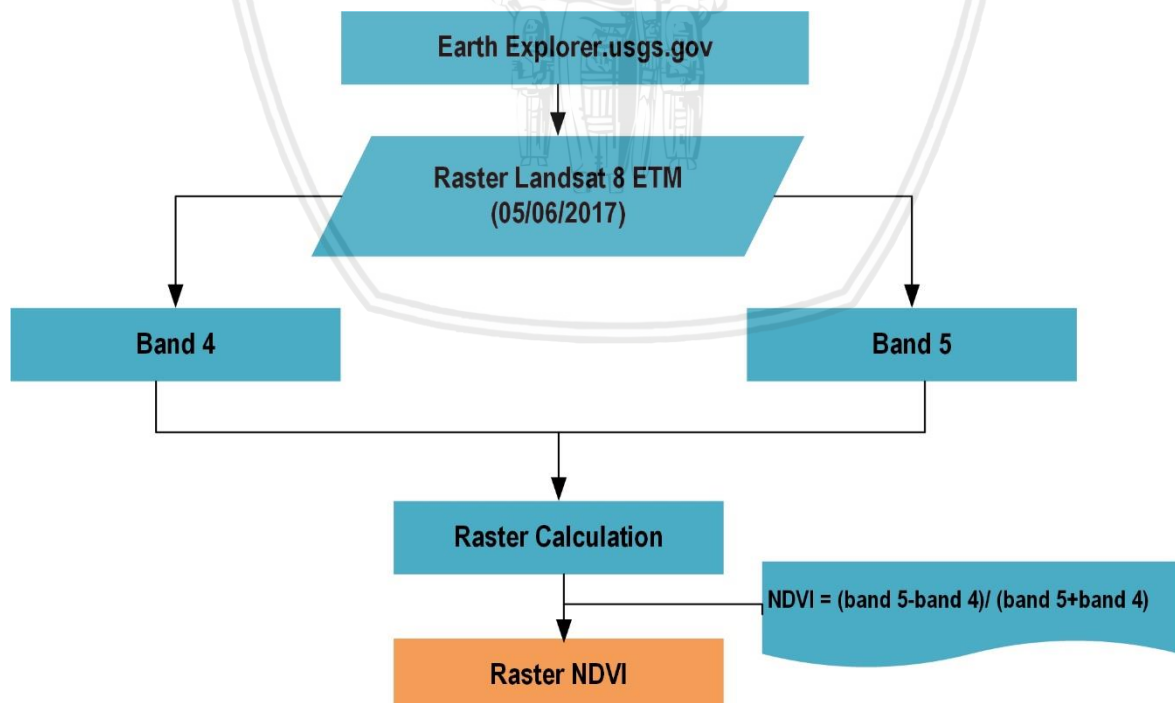 Earth Explorer.usgs.gov
Raster Landsat 8 ETM
(05/06/2017)
Band 4
Band 5
Raster Calculation
NDVI = (band 5-band 4)/ (band 5+band 4)
Raster NDVI